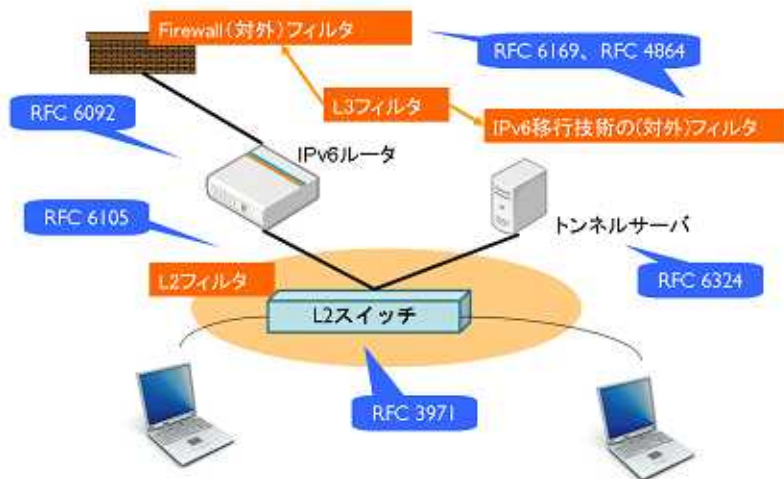 Firewall(対外)フィルタ
RFC 6169、RFC 4864
L3フィルタ
RFC 6092
IPv6移行技術の(対外)フィルタ
IPv6ルータ
RFC 6105
トンネルサーバ
L2フィルタ
RFC 6324
L2スイッチ
RFC 3971